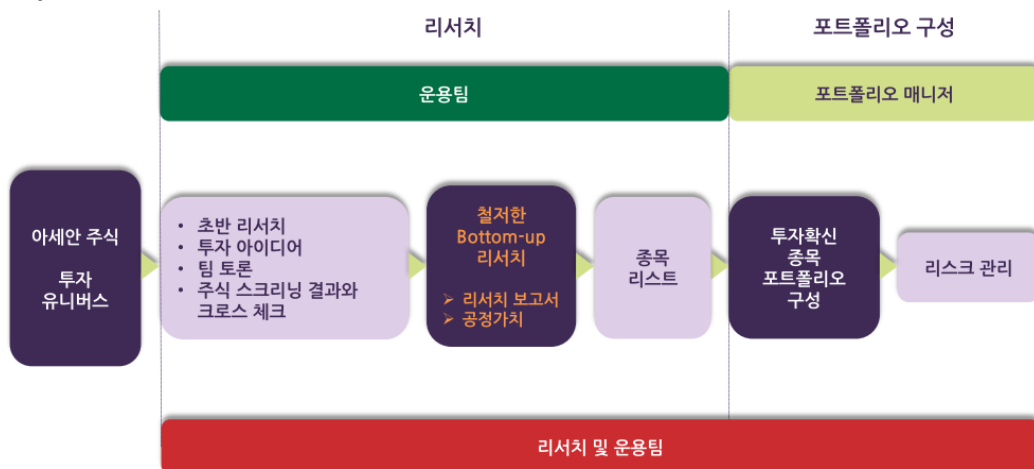 리서치
포트폴리오 구성
운용팀
포트폴리오 매니저
아세안 주식
투자
유니버스
• 초반 리서치
• 투자 아이디어
• 팀 토론
• 주식 스크리닝 결과와
크로스 체크
철저한
Bottom-up
리서치
➢ 리서치 보고서
➢ 공정가치
종목
리스트
투자확신
종목
포트폴리오
구성
리스크 관리
리서치 및 운용팀